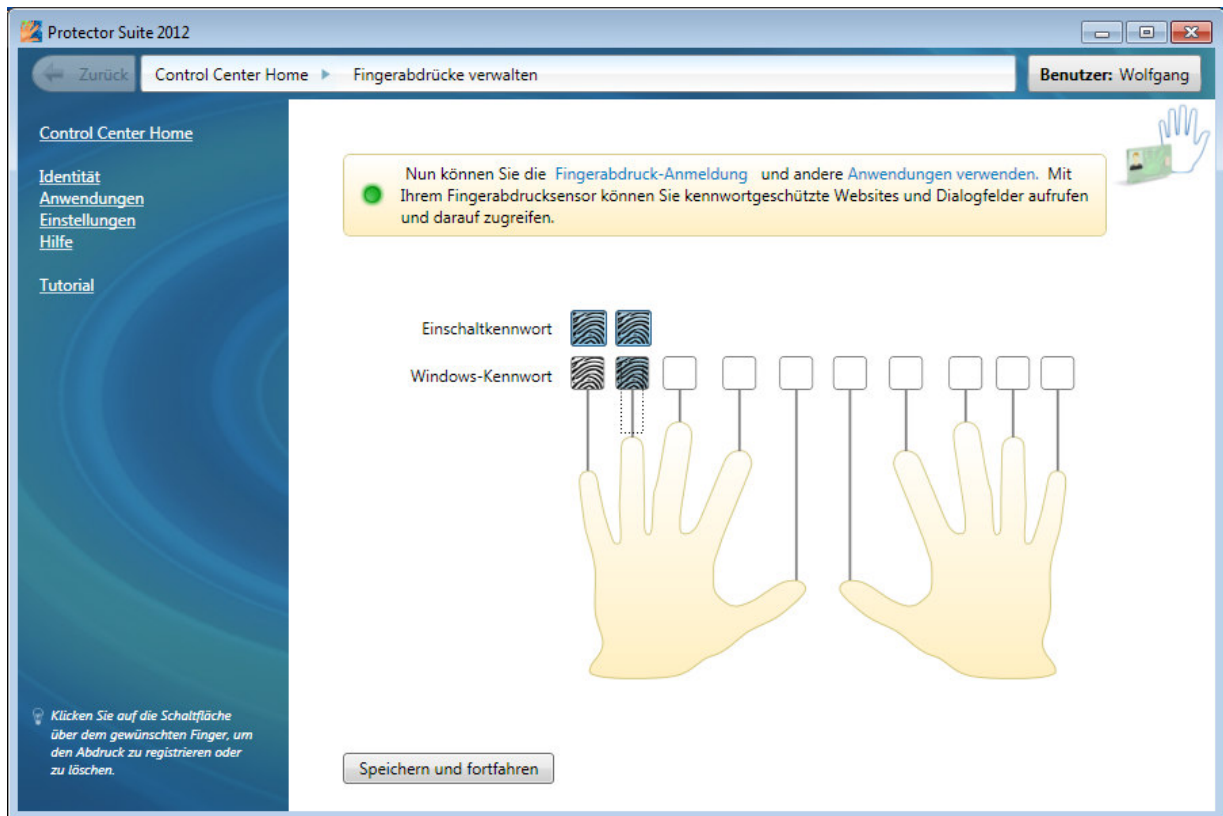 Protector Suite 2012
Zurück
Control Center Home
Fingerabdrücke verwalten
Benutzer: Wolfgang
Control Center Home
Identität
Anwendungen
Einstellungen
Hilfe
Tutorial
Nun können Sie die Fingerabdruck-Anmeldung und andere Anwendungen verwenden. Mit
Ihrem Fingerabdrucksensor können Sie kennwortgeschützte Websites und Dialogfelder aufrufen
und darauf zugreifen.
Einschaltkennwort
Windows-Kennwort
Klicken Sie auf die Schaltfläche
über dem gewünschten Finger, um
den Abdruck zu registrieren oder
zu löschen.
Speichern und fortfahren